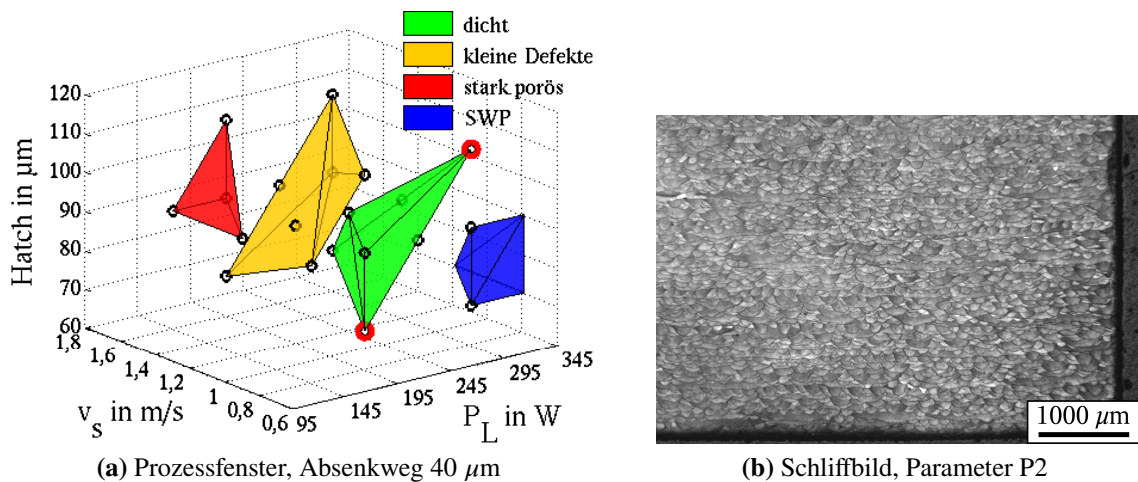 dicht
kleine Defekte
stark porös
SWP
Hatch in µm
120
110
100
90
80
70
60
1,8
1,6
1,4
1,2
1
0,8
0,6
v_s in m/s
95
145
195
245
295
345
P_L in W
1000 µm
(a) Prozessfenster, Absenkweg 40 µm
(b) Schliffbild, Parameter P2